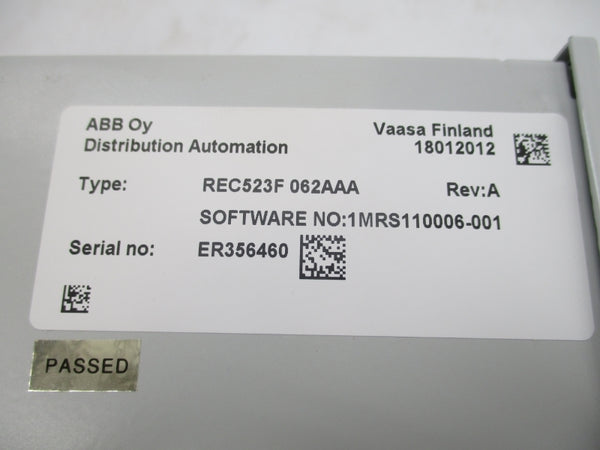 ABB Oy
Vaasa Finland
Distribution Automation
18012012
Type: REC523F 062AAA Rev:A
SOFTWARE NO:1MRS110006-001
Serial no: ER356460
PASSED